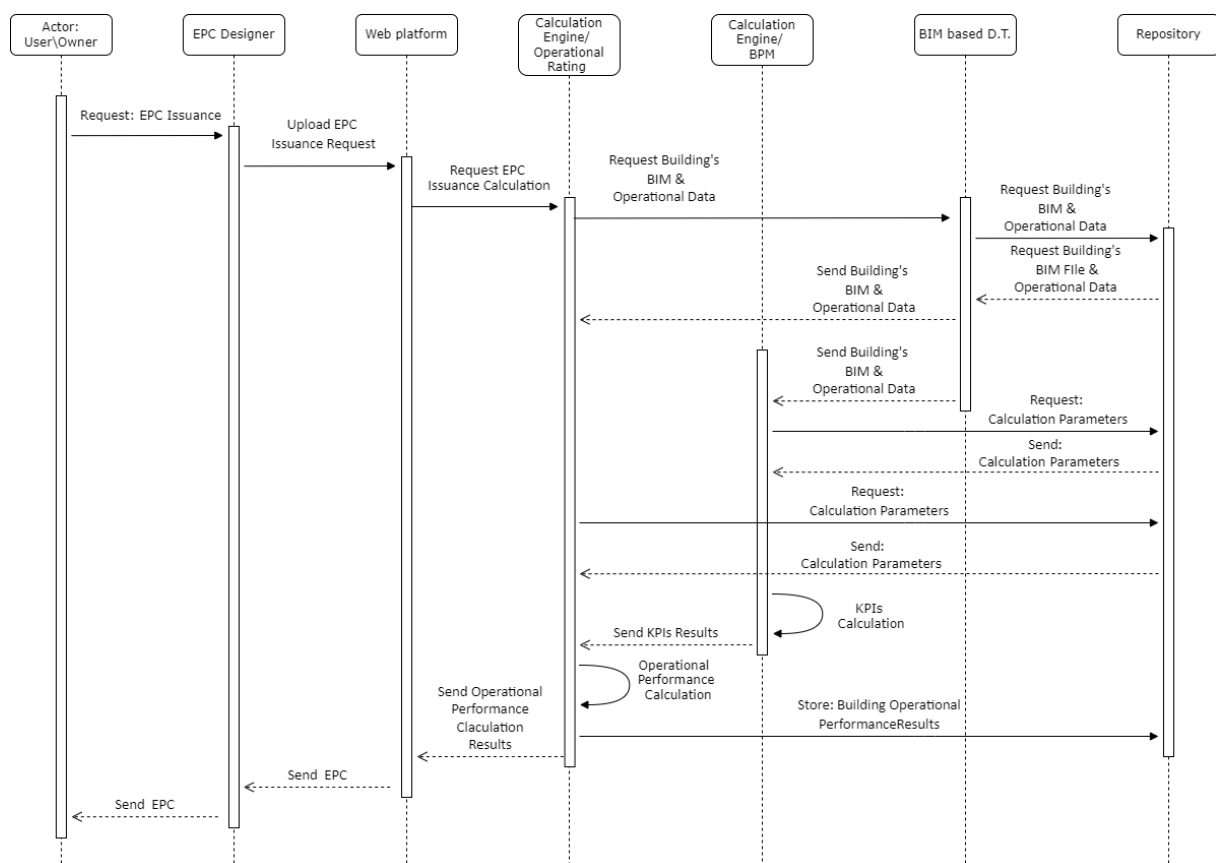 Actor:
User\Owner
EPC Designer
Web platform
Calculation
Engine/
Operational
Rating
Calculation
Engine/
BPM
BIM based D.T.
Repository
Request: EPC Issuance
Upload EPC
Issuance Request
Request EPC
Issuance Calculation
Request Building's
BIM &
Operational Data
Request Building's
BIM &
Operational Data
Request Building's
BIM FIle &
Operational Data
Send Building's
BIM &
Operational Data
Send Building's
BIM &
Operational Data
Request:
Calculation Parameters
Send:
Calculation Parameters
Request:
Calculation Parameters
Send:
Calculation Parameters
KPIs
Calculation
Send KPIs Results
Operational
Performance
Calculation
Send Operational
Performance
Claculation
Results
Store: Building Operational
PerformanceResults
Send EPC
Send EPC